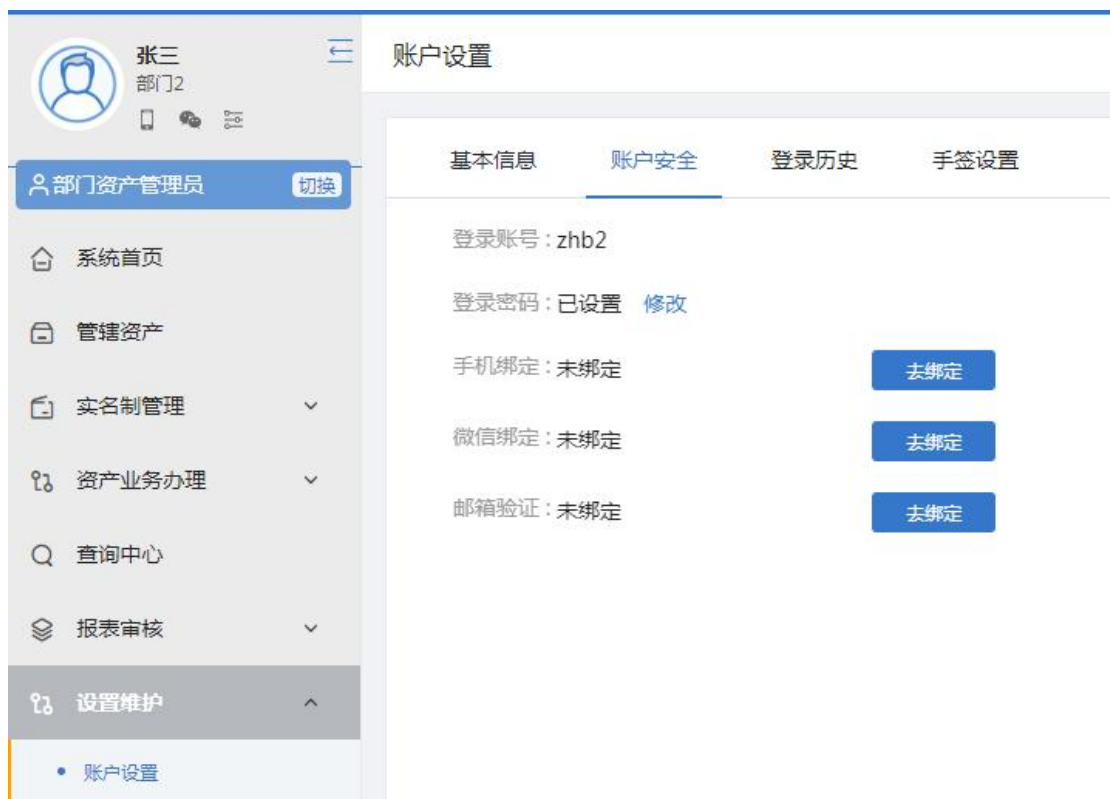 张三
部门2
部门资产管理员 切换
系统首页
管辖资产
实名制管理
资产业务办理
查询中心
报表审核
设置维护
账户设置
账户设置
基本信息 账户安全 登录历史 手签设置
登录账号：zhb2
登录密码：已设置 修改
手机绑定：未绑定 去绑定
微信绑定：未绑定 去绑定
邮箱验证：未绑定 去绑定